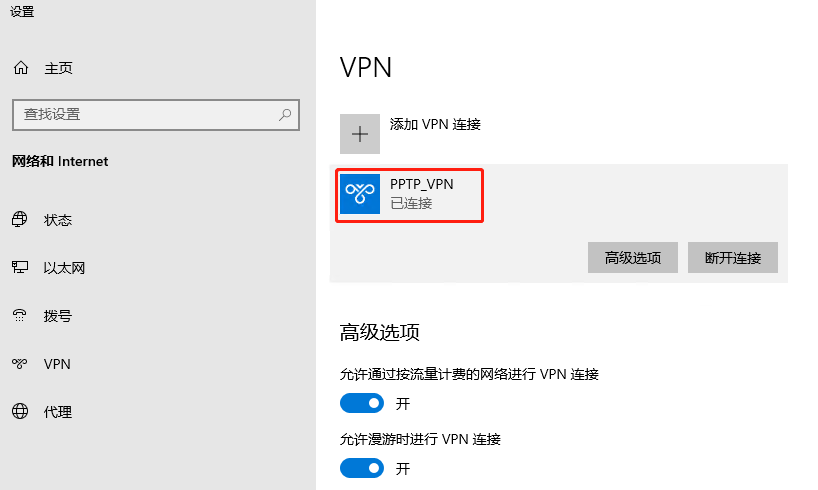 设置
主页
查找设置
网络和 Internet
状态
以太网
拨号
VPN
代理
VPN
添加 VPN 连接
PPTP_VPN
已连接
高级选项
断开连接
高级选项
允许通过按流量计费的网络进行 VPN 连接
开
允许漫游时进行 VPN 连接
开